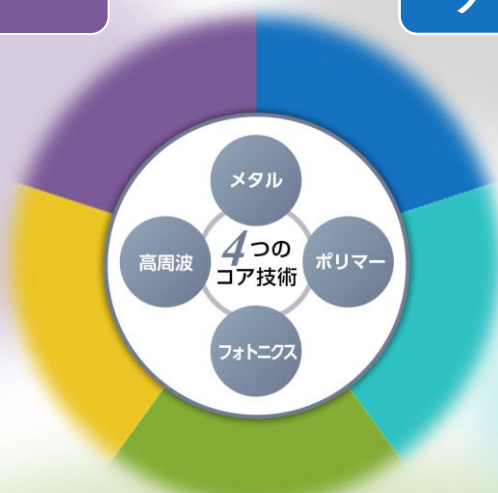 メタル
高周波
4つの
コア技術
ポリマー
フォトニクス